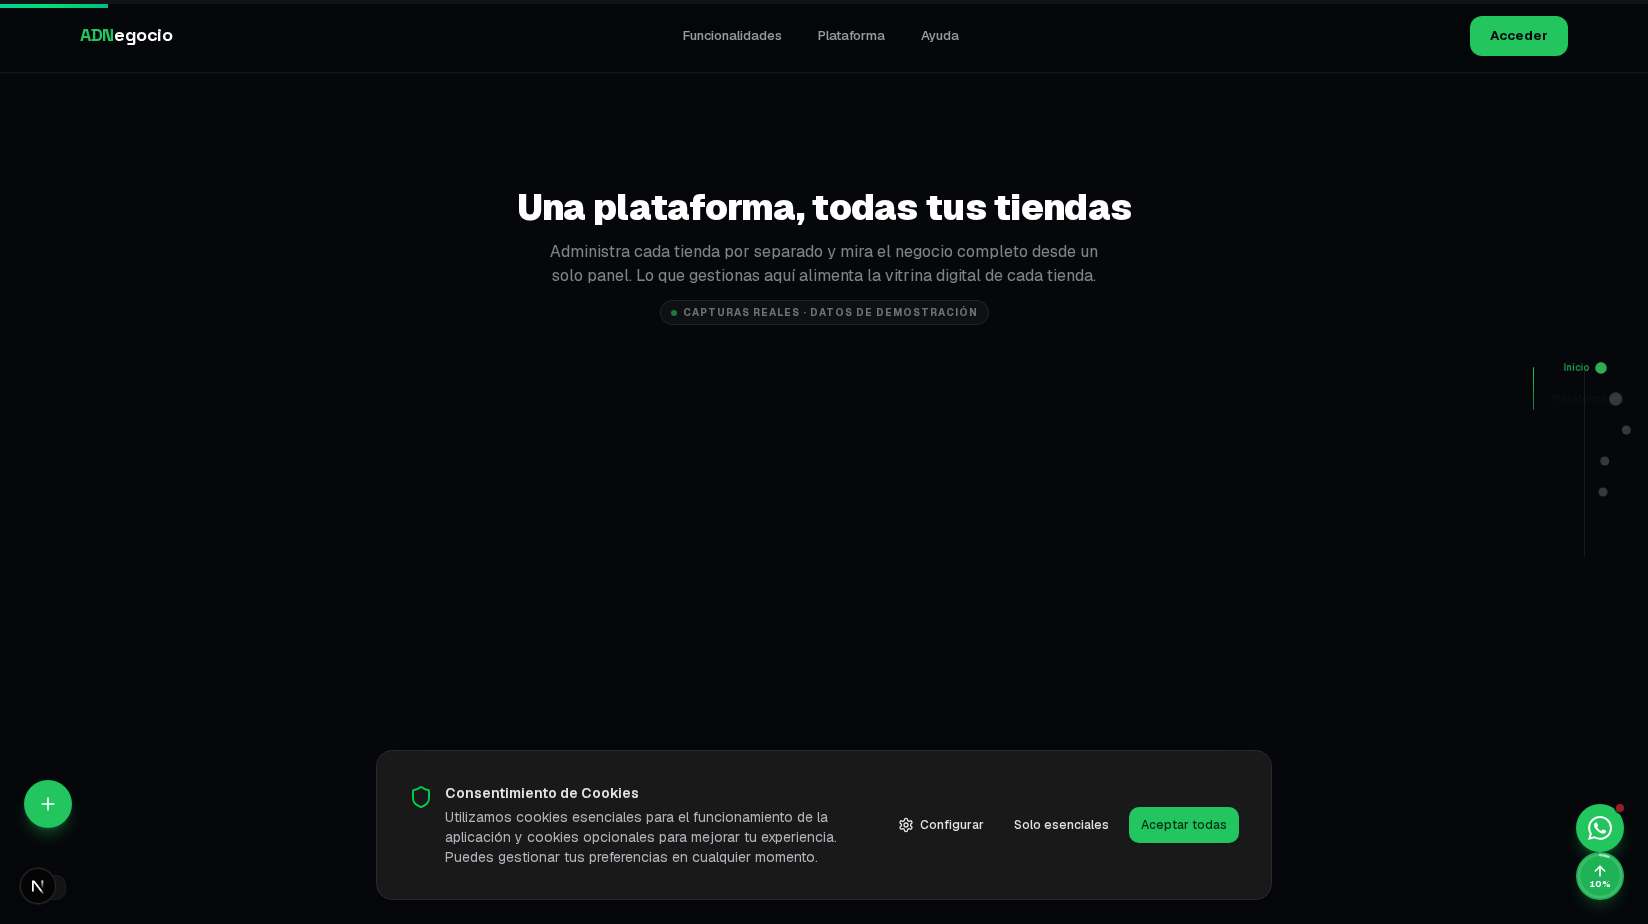 ADNegocio
Funcionalidades
Plataforma
Ayuda
Acceder
Una plataforma, todas tus tiendas
Administra cada tienda por separado y mira el negocio completo desde un
solo panel. Lo que gestionas aquí alimenta la vitrina digital de cada tienda.
CAPTURAS REALES · DATOS DE DEMOSTRACIÓN
Inicio
Consentimiento de Cookies
Utilizamos cookies esenciales para el funcionamiento de la
aplicación y cookies opcionales para mejorar tu experiencia.
Puedes gestionar tus preferencias en cualquier momento.
Configurar
Solo esenciales
Aceptar todas
N
10%